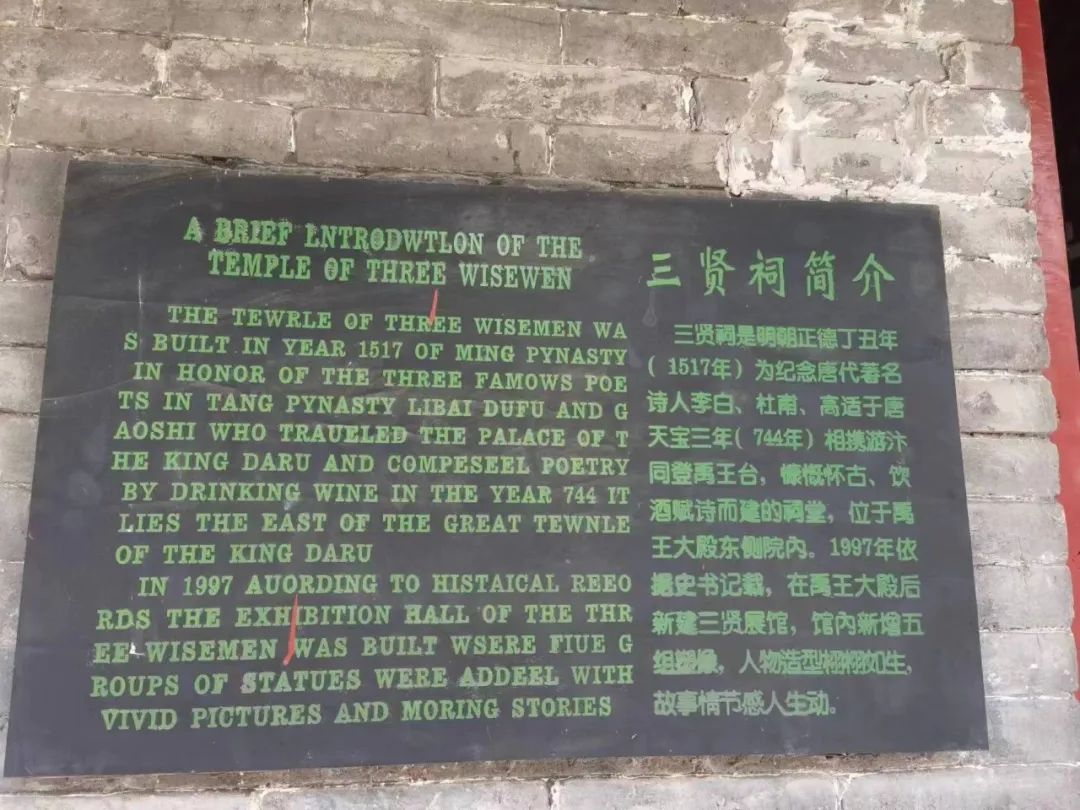 A BRIEF LNTRODWTLON OF THE
TEMPLE OF THREE WISEWEN
THE TEWRLE OF THREE WISEMEN WA
S BUILT IN YEAR 1517 OF MING PYNASTY
IN HONOR OF THE THREE FAMOWS POE
TS IN TANG PYNASTY LIBAI DUFU AND G
AOSHI WHO TRAUELED THE PALACE OF T
HE KING DARU AND COMPESEEL POETRY
BY DRINKING WINE IN THE YEAR 744 IT
LIES THE EAST OF THE GREAT TEWNLE
OF THE KING DARU
IN 1997 AUORDING TO HISTAICAL REEO
RDS THE EXHIBITION HALL OF THE THR
EE WISEMEN WAS BUILT WSERE FIUE G
ROUPS OF STATUES WERE ADDEEL WITH
VIVID PICTURES AND MORING STORIES
三贤祠简介
三贤祠是明朝正德丁丑年
(1517年)为纪念唐代著名
诗人李白、杜甫、高适于唐
天宝三年(744年)相携游汴
同登禹王台,慷慨怀古、饮
酒赋诗而建的祠堂,位于禹
王大殿东侧院内。1997年依
据史书记载,在禹王大殿后
新建三贤展馆,馆内新增五
组塑像,人物造型栩栩如生,
故事情节感人生动。